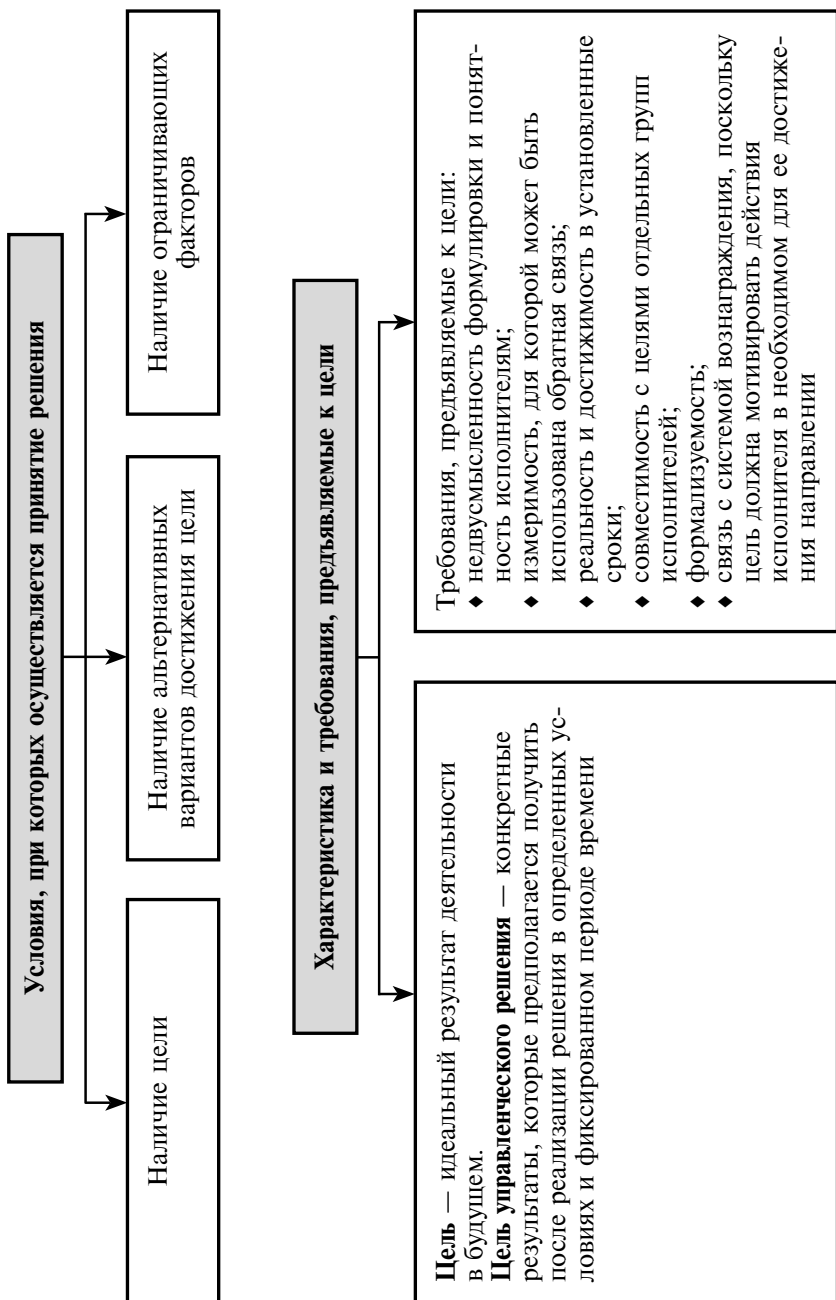 Условия, при которых осуществляется принятие решения
Наличие цели
Наличие альтернативных
вариантов достижения цели
Наличие ограничивающих
факторов
Характеристика и требования, предъявляемые к цели
Цель — идеальный результат деятельности
в будущем.
Цель управленческого решения — конкретные
результаты, которые предполагается получить
после реализации решения в определенных ус-
ловиях и фиксированном периоде времени
Требования, предъявляемые к цели:
♦ недвусмысленность формулировки и понят-
ность исполнителям;
♦ измеримость, для которой может быть
использована обратная связь;
♦ реальность и достижимость в установленные
сроки;
♦ совместимость с целями отдельных групп
исполнителей;
♦ формализуемость;
♦ связь с системой вознаграждения, поскольку
цель должна мотивировать действия
исполнителя в необходимом для ее достиже-
ния направлении